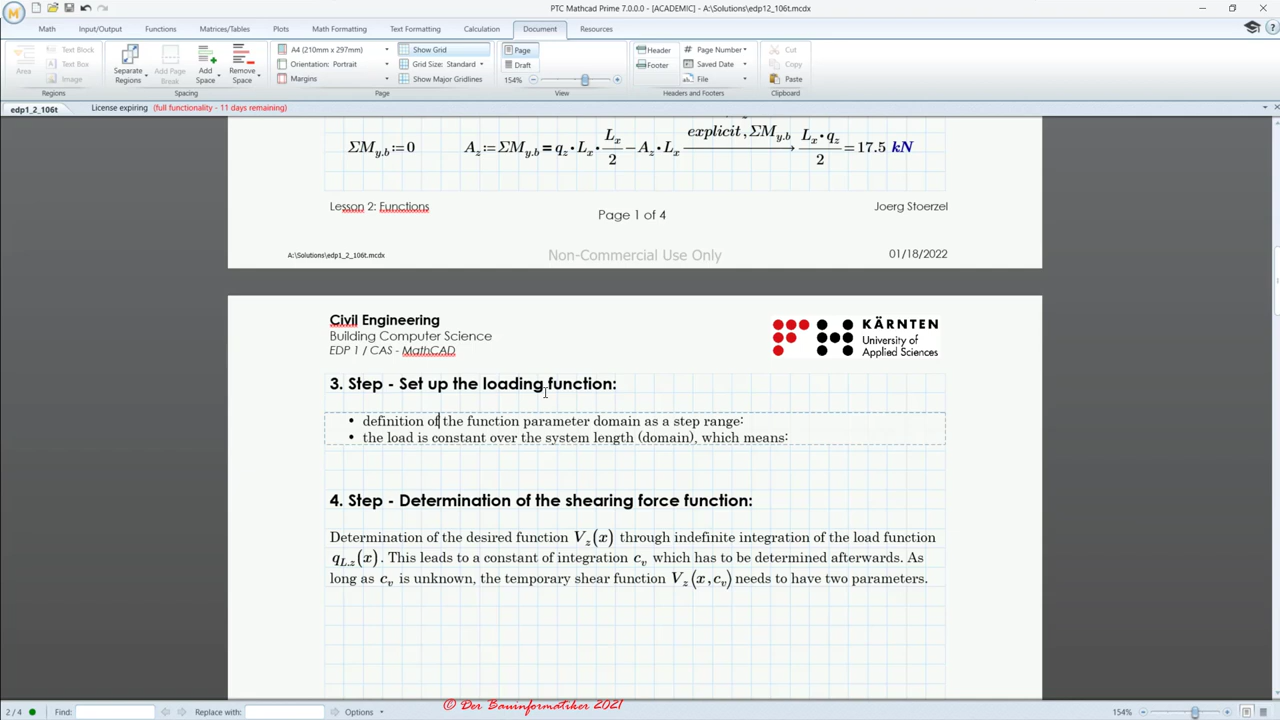 PTC Mathcad Prime 7.0.0.0 - [ACADEMIC] - A:\Solutions\edp12_106t.mcdx
Math Input/Output Functions Matrices/Tables Plots Math Formatting Text Formatting Calculation Document Resources
Area
Text Block
Text Box
Image
Regions
Separate Regions
Add Page Break
Add Space
Remove Space
Spacing
A4 (210mm x 297mm)
Orientation: Portrait
Margins
Show Grid
Grid Size: Standard
Show Major Gridlines
Page
Page
Draft
154%
View
Header
Footer
Page Number
Saved Date
File
Headers and Footers
Cut
Copy
Paste
Clipboard
edp1_2_106t License expiring (full functionality - 11 days remaining)
ΣM_y.b := 0 A_z := ΣM_y.b = q_z · L_x · L_x/2 − A_z · L_x explicit , ΣM_y.b → L_x · q_z/2 = 17.5 kN
Lesson 2: Functions
Page 1 of 4
Joerg Stoerzel
A:\Solutions\edp1_2_106t.mcdx
Non-Commercial Use Only
01/18/2022
Civil Engineering
Building Computer Science
EDP 1 / CAS - MathCAD
KÄRNTEN
University of
Applied Sciences
3. Step - Set up the loading function:
• definition of the function parameter domain as a step range:
• the load is constant over the system length (domain), which means:
4. Step - Determination of the shearing force function:
Determination of the desired function V_z(x) through indefinite integration of the load function
q_L.z(x). This leads to a constant of integration c_v which has to be determined afterwards. As
long as c_v is unknown, the temporary shear function V_z(x, c_v) needs to have two parameters.
© Der Bauinformatiker 2021
2 / 4 Find: Replace with: Options 154%